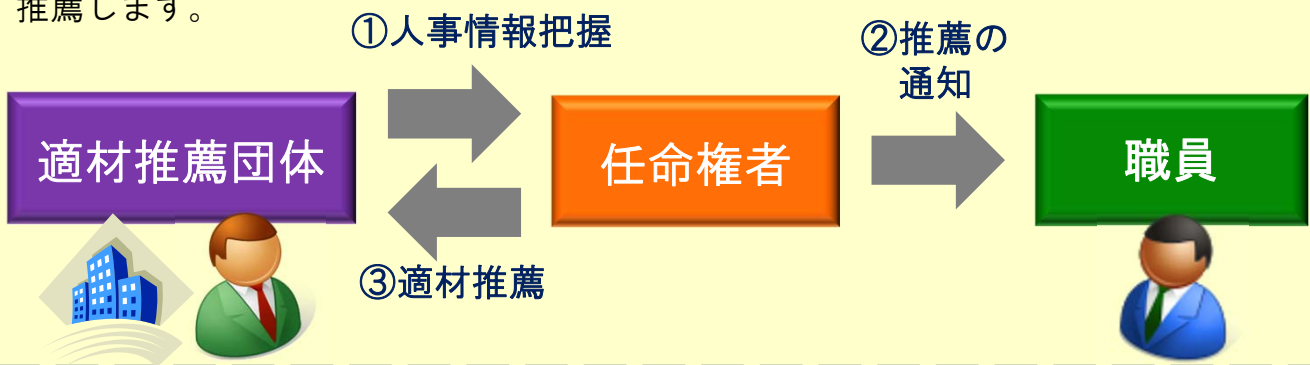 推薦します。
①人事情報把握
②推薦の
通知
適材推薦団体
任命権者
職員
③適材推薦